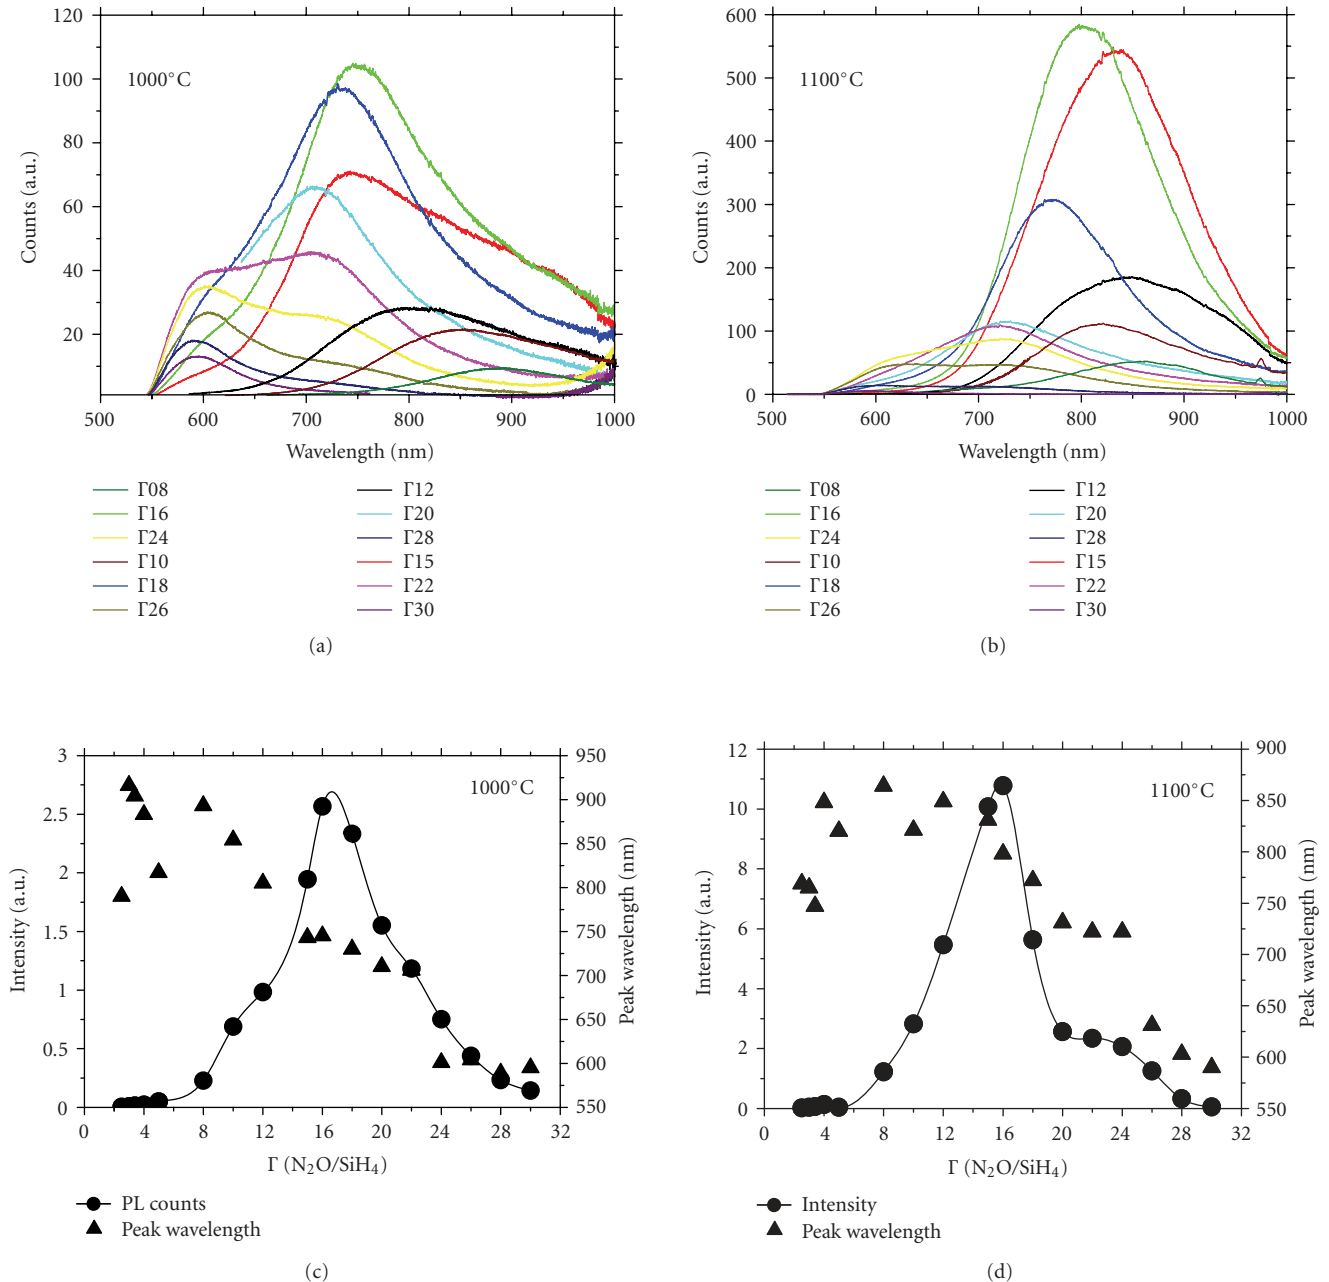 120
100
80
60
40
20
500
600
700
800
900
1000
Counts (a.u.)
1000°C
Wavelength (nm)
Γ08
Γ16
Γ24
Γ10
Γ18
Γ26
Γ12
Γ20
Γ28
Γ15
Γ22
Γ30
(a)
600
500
400
300
200
100
0
500
600
700
800
900
1000
Counts (a.u.)
1100°C
Wavelength (nm)
Γ08
Γ16
Γ24
Γ10
Γ18
Γ26
Γ12
Γ20
Γ28
Γ15
Γ22
Γ30
(b)
3
2.5
2
1.5
1
0.5
0
Intensity (a.u.)
1000°C
950
900
850
800
750
700
650
600
550
Peak wavelength (nm)
0
4
8
12
16
20
24
28
32
Γ (N₂O/SiH₄)
PL counts
Peak wavelength
(c)
12
10
8
6
4
2
0
Intensity (a.u.)
1100°C
900
850
800
750
700
650
600
550
Peak wavelength (nm)
0
4
8
12
16
20
24
28
32
Γ (N₂O/SiH₄)
Intensity
Peak wavelength
(d)